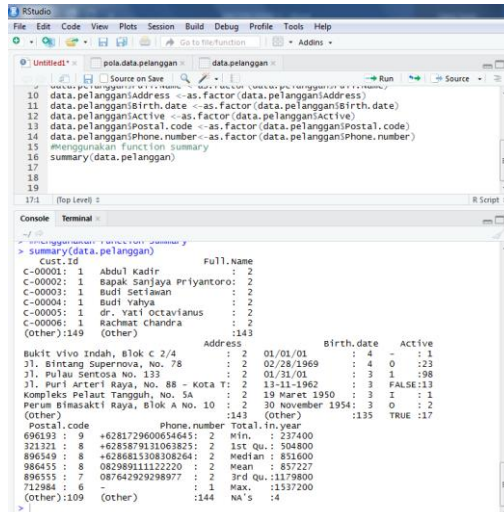 RStudio
File Edit Code View Plots Session Build Debug Profile Tools Help
Go to file/function Addins
Untitled1* pola.data.pelanggan data.pelanggan
Source on Save Run Source
10 data.pelanggan$Address <-as.factor(data.pelanggan$Address)
11 data.pelanggan$Birth.date <-as.factor(data.pelanggan$Birth.date)
12 data.pelanggan$Active <-as.factor(data.pelanggan$Active)
13 data.pelanggan$Postal.code <-as.factor(data.pelanggan$Postal.code)
14 data.pelanggan$Phone.number<-as.factor(data.pelanggan$Phone.number)
15 #Menggunakan function summary
16 summary(data.pelanggan)
17
18
19
17:1 (Top Level) R Script
Console Terminal
~/
> #Menggunakan function summary
> summary(data.pelanggan)
Cust.Id Full.Name
C-00001: 1 Abdul Kadir : 2
C-00002: 1 Bapak Sanjaya Priyantoro: 2
C-00003: 1 Budi Setiawan : 2
C-00004: 1 Budi Yahya : 2
C-00005: 1 dr. Yati Octavianus : 2
C-00006: 1 Rachmat Chandra : 2
(Other):149 (Other) :143
Address Birth.date Active
Bukit Vivo Indah, Blok C 2/4 : 2 01/01/01 : 4 - : 1
Jl. Bintang Supernova, No. 78 : 2 02/28/1969 : 4 0 :23
Jl. Pulau Sentosa No. 133 : 2 01/31/01 : 3 1 :98
Jl. Puri Arteri Raya, No. 88 - Kota T: 2 13-11-1962 : 3 FALSE:13
Kompleks Pelaut Tangguh, No. 5A : 2 19 Maret 1950 : 3 I : 1
Perum Bimasakti Raya, Blok A No. 10 : 2 30 November 1954: 3 O : 2
(Other) :143 (Other) :135 TRUE :17
Postal.code Phone.number Total.in.year
696193 : 9 +6281729600654645: 2 Min. : 237400
321321 : 8 +6285879131063825: 2 1st Qu.: 504800
896549 : 8 +6286815308308264: 2 Median : 851600
986455 : 8 082989111122220 : 2 Mean : 857227
896555 : 7 087642929298977 : 2 3rd Qu.:1179800
712984 : 6 - : 1 Max. :1537200
(Other):109 (Other) :144 NA's :4
>